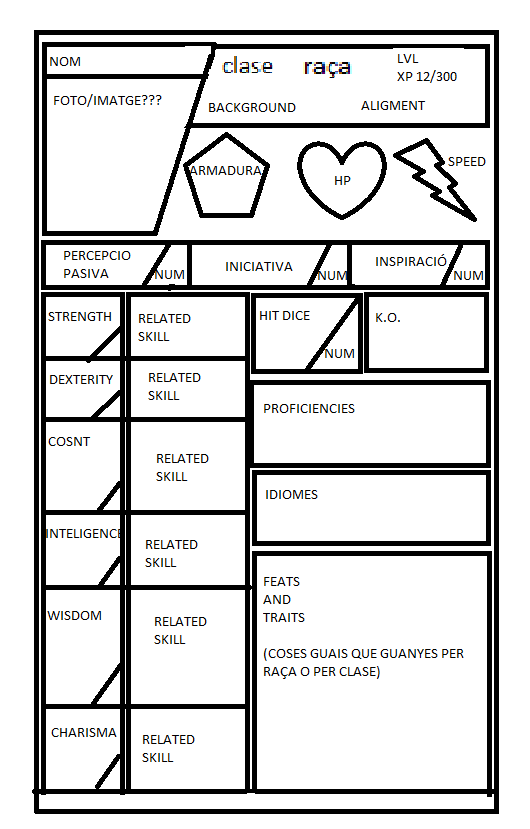 NOM
clase raça
LVL
XP 12/300
FOTO/IMATGE???
BACKGROUND
ALIGMENT
ARMADURA
HP
SPEED
PERCEPCIO
PASIVA
NUM
INICIATIVA
NUM
INSPIRACIÓ
NUM
STRENGTH
RELATED
SKILL
HIT DICE
NUM
K.O.
DEXTERITY
RELATED
SKILL
PROFICIENCIES
COSNT
RELATED
SKILL
IDIOMES
INTELIGENCE
RELATED
SKILL
FEATS
AND
TRAITS
(COSES GUAIS QUE GUANYES PER
RAÇA O PER CLASE)
WISDOM
RELATED
SKILL
CHARISMA
RELATED
SKILL